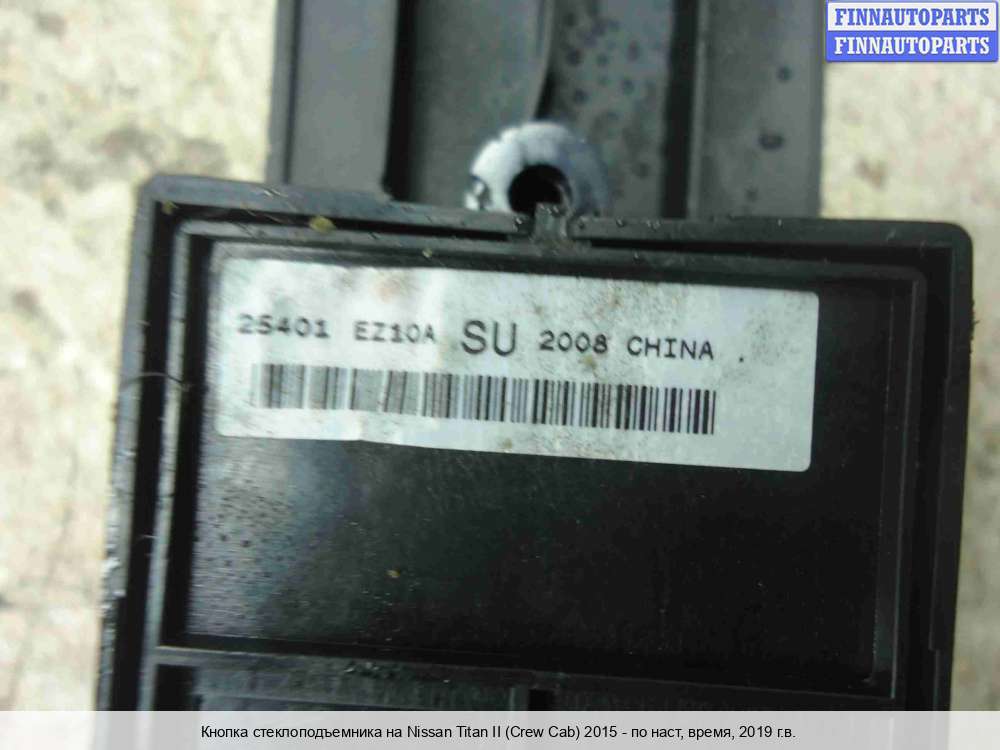 FINNAUTOPARTS
FINNAUTOPARTS
25401 EZ10A SU 2008 CHINA .
Кнопка стеклоподъемника на Nissan Titan II (Crew Cab) 2015 - по наст, время, 2019 г.в.